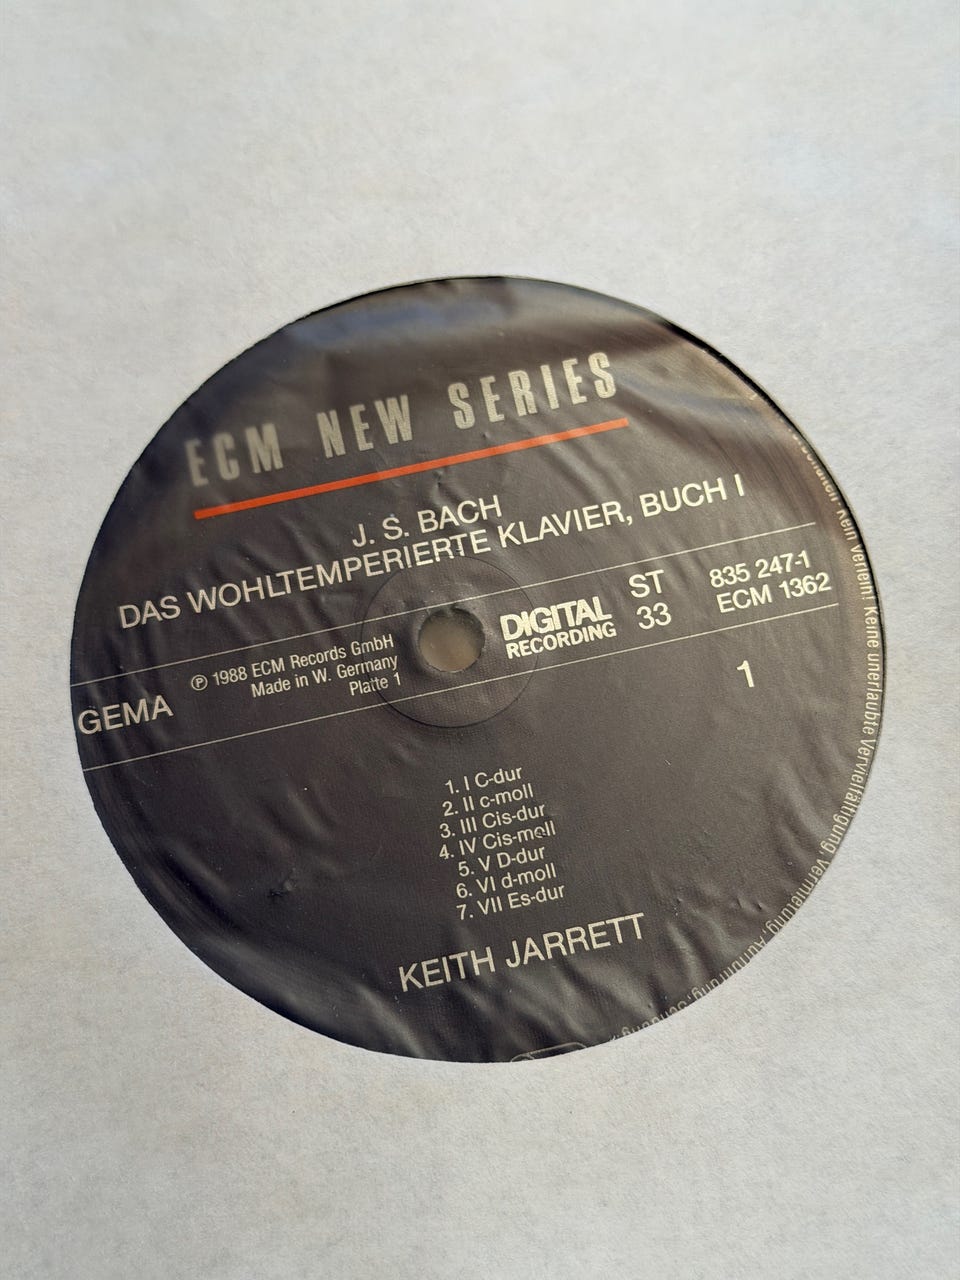 ECM NEW SERIES
J. S. BACH
DAS WOHLTEMPERIERTE KLAVIER, BUCH I
GEMA
℗ 1988 ECM Records GmbH
Made in W. Germany
Platte 1
DIGITAL
RECORDING
ST
33
835 247-1
ECM 1362
1
1. I C-dur
2. II c-moll
3. III Cis-dur
4. IV Cis-moll
5. V D-dur
6. VI d-moll
7. VII Es-dur
KEITH JARRETT
Kein Verleih! Keine unerlaubte Vervielfältigung, Vermietung, Aufführung, Sendung!